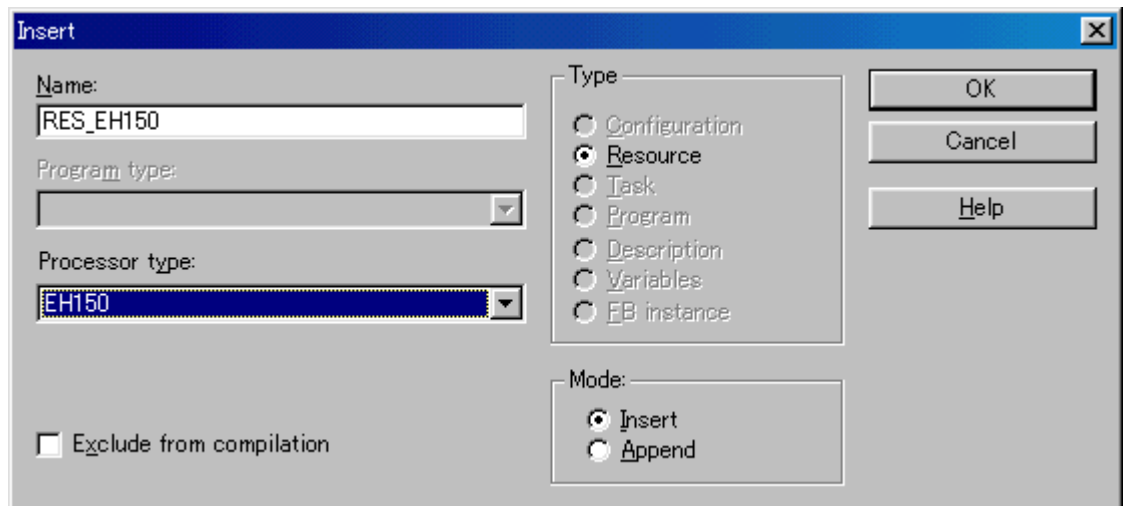 Insert
Name:
RES_EH150
Program type:
Processor type:
EH150
Exclude from compilation
Type
Configuration
Resource
Task
Program
Description
Variables
FB instance
Mode:
Insert
Append
OK
Cancel
Help